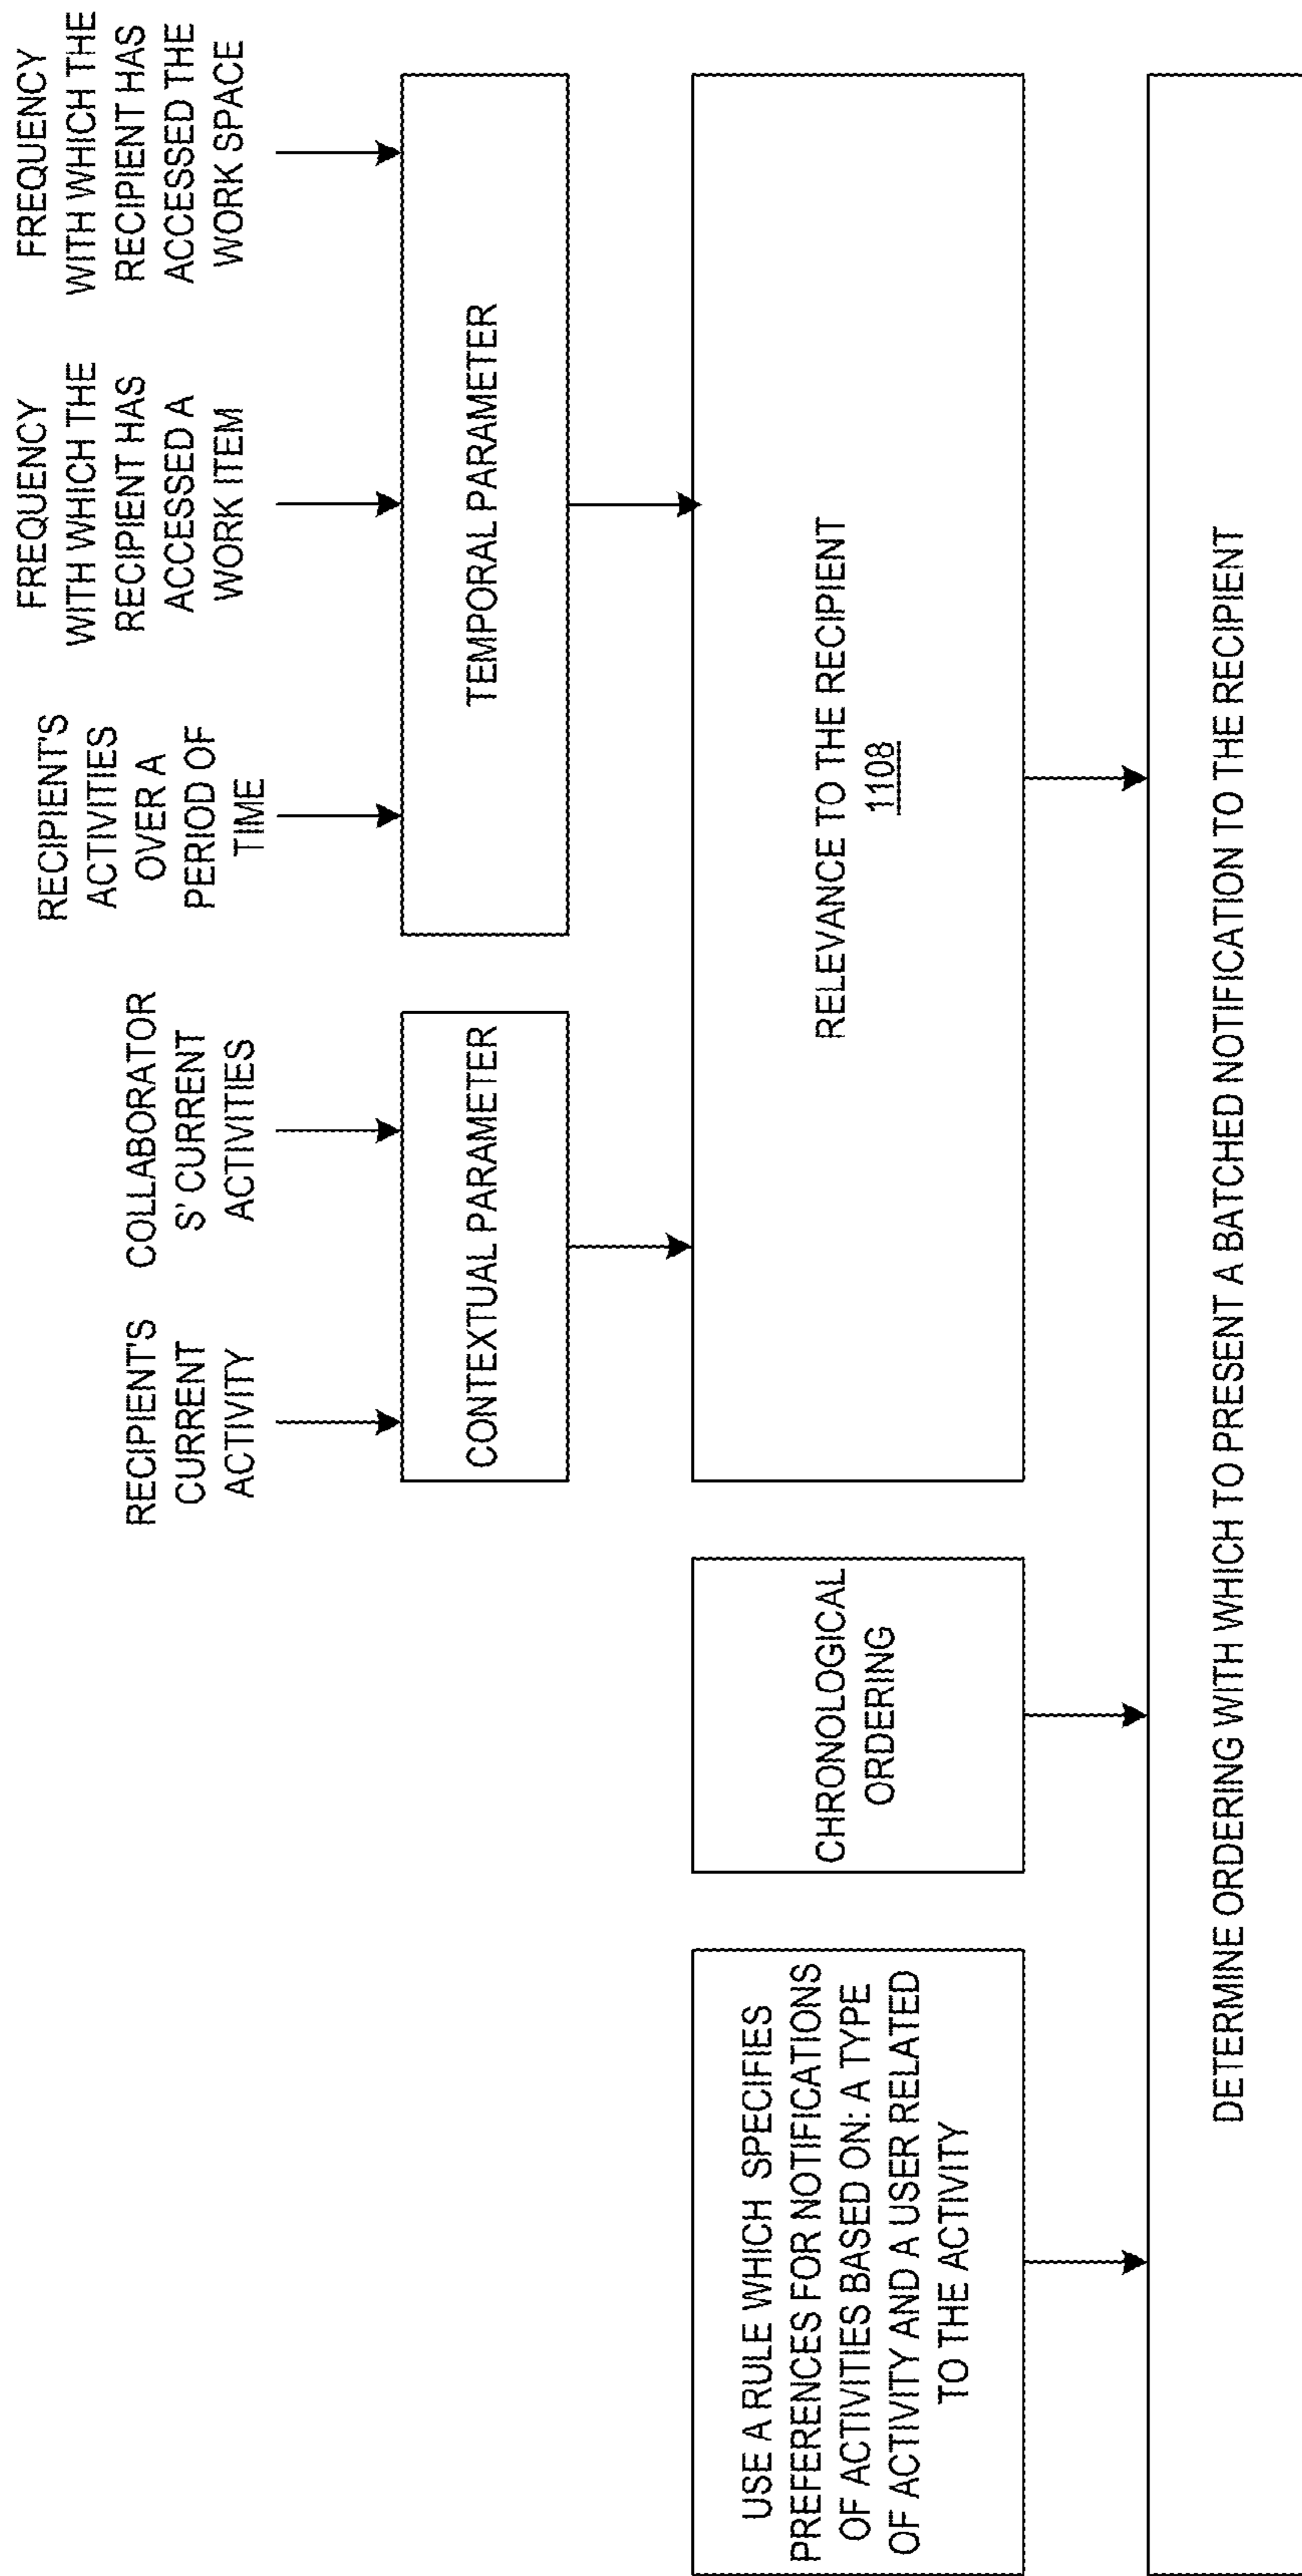 RECIPIENT'S
CURRENT
ACTIVITY
COLLABORATOR
S' CURRENT
ACTIVITIES
RECIPIENT'S
ACTIVITIES
OVER A
PERIOD OF
TIME
FREQUENCY
WITH WHICH THE
RECIPIENT HAS
ACCESSED A
WORK ITEM
FREQUENCY
WITH WHICH THE
RECIPIENT HAS
ACCESSED THE
WORK SPACE
CONTEXTUAL PARAMETER
TEMPORAL PARAMETER
USE A RULE WHICH SPECIFIES
PREFERENCES FOR NOTIFICATIONS
OF ACTIVITIES BASED ON: A TYPE
OF ACTIVITY AND A USER RELATED
TO THE ACTIVITY
CHRONOLOGICAL
ORDERING
RELEVANCE TO THE RECIPIENT
1108
DETERMINE ORDERING WITH WHICH TO PRESENT A BATCHED NOTIFICATION TO THE RECIPIENT